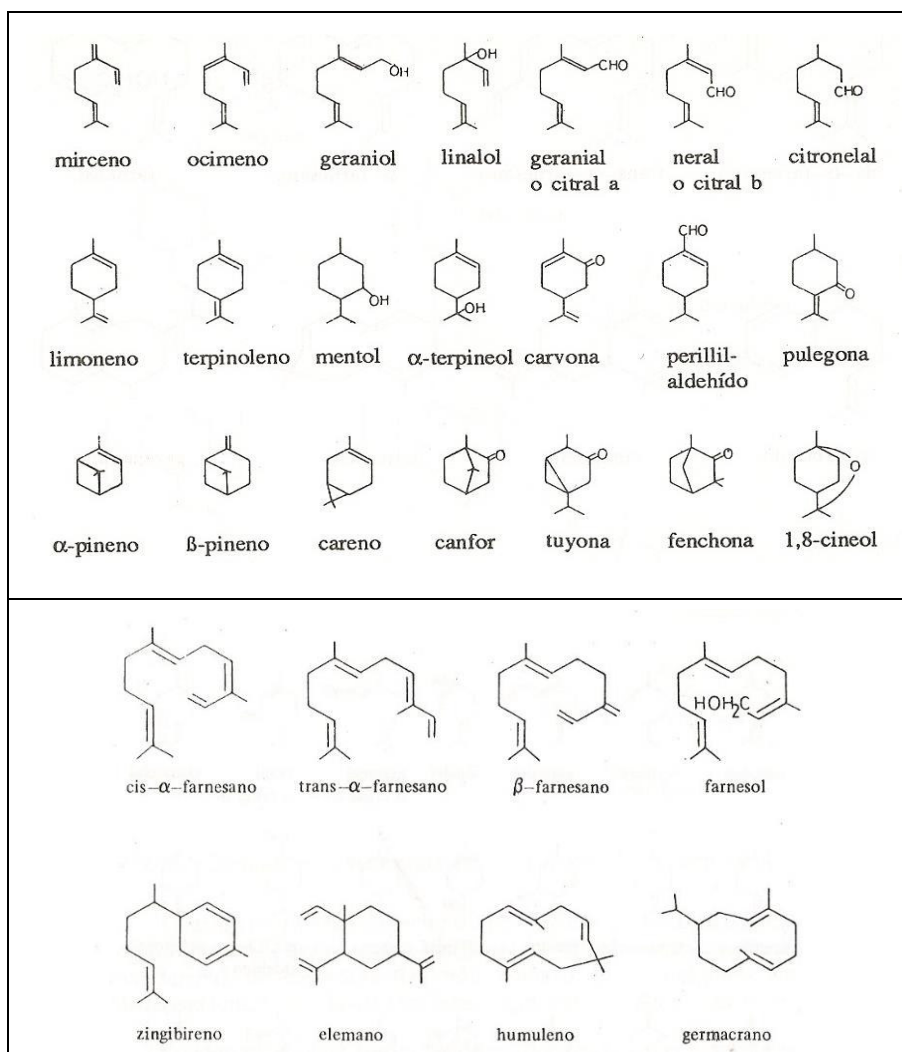 OH
OH
CHO
CHO
CHO
mirceno ocimeno geraniol linalol geranial neral citronelal
o citral a o citral b
CHO
OH
OH
O
O
limoneno terpinoleno mentol α-terpineol carvona perillil- pulegona
aldehído
O
O
O
O
α-pineno ß-pineno careno canfor tuyona fenchona 1,8-cineol
HOH₂C
cis–α–farnesano trans–α–farnesano β–farnesano farnesol
zingibireno elemano humuleno germacrano